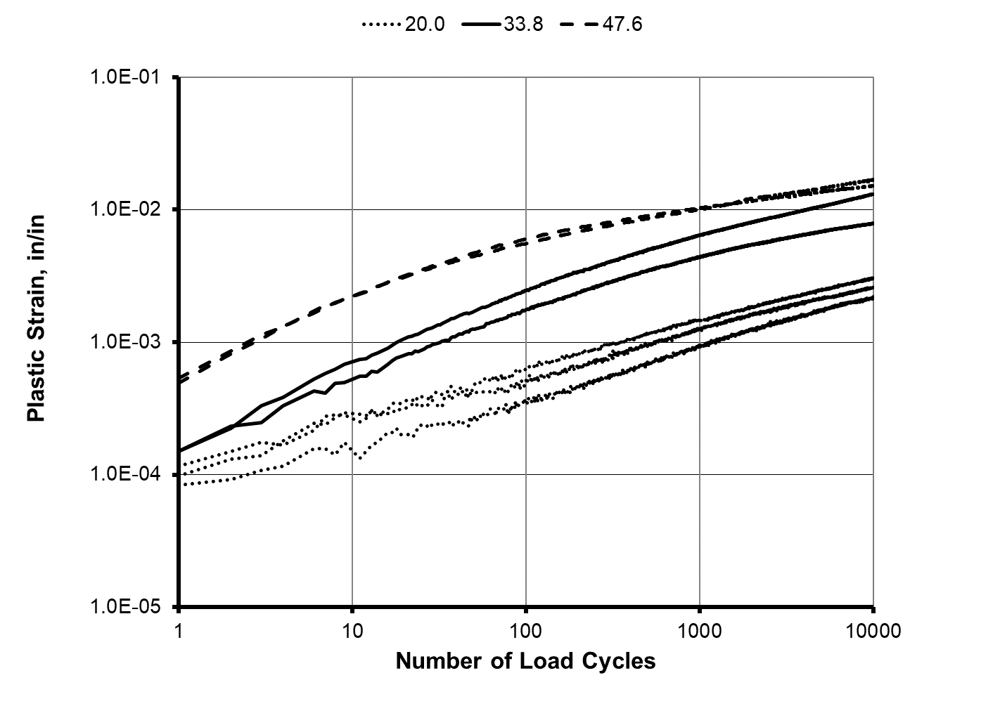 20.0 33.8 47.6
1.0E-01
1.0E-02
1.0E-03
1.0E-04
1.0E-05
Plastic Strain, in/in
1 10 100 1000 10000
Number of Load Cycles